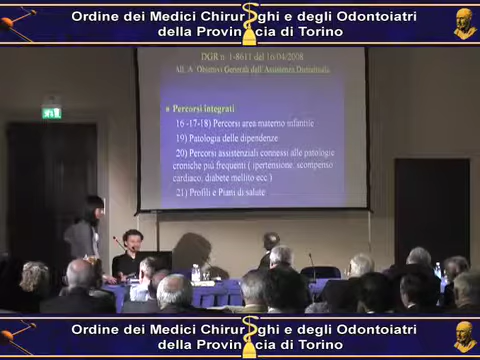 Ordine dei Medici Chirurghi e degli Odontoiatri
della Provincia di Torino
DGR n. 1-8611 del 16/04/2008
All. A: Obiettivi Generali dell'Assistenza Distrettuale
Percorsi integrati
16 -17-18) Percorsi area materno infantile
19) Patologia delle dipendenze
20) Percorsi assistenziali connessi alle patologie
croniche più frequenti ( ipertensione, scompenso
cardiaco, diabete mellito ecc )
21) Profili e Piani di salute
Ordine dei Medici Chirurghi e degli Odontoiatri
della Provincia di Torino